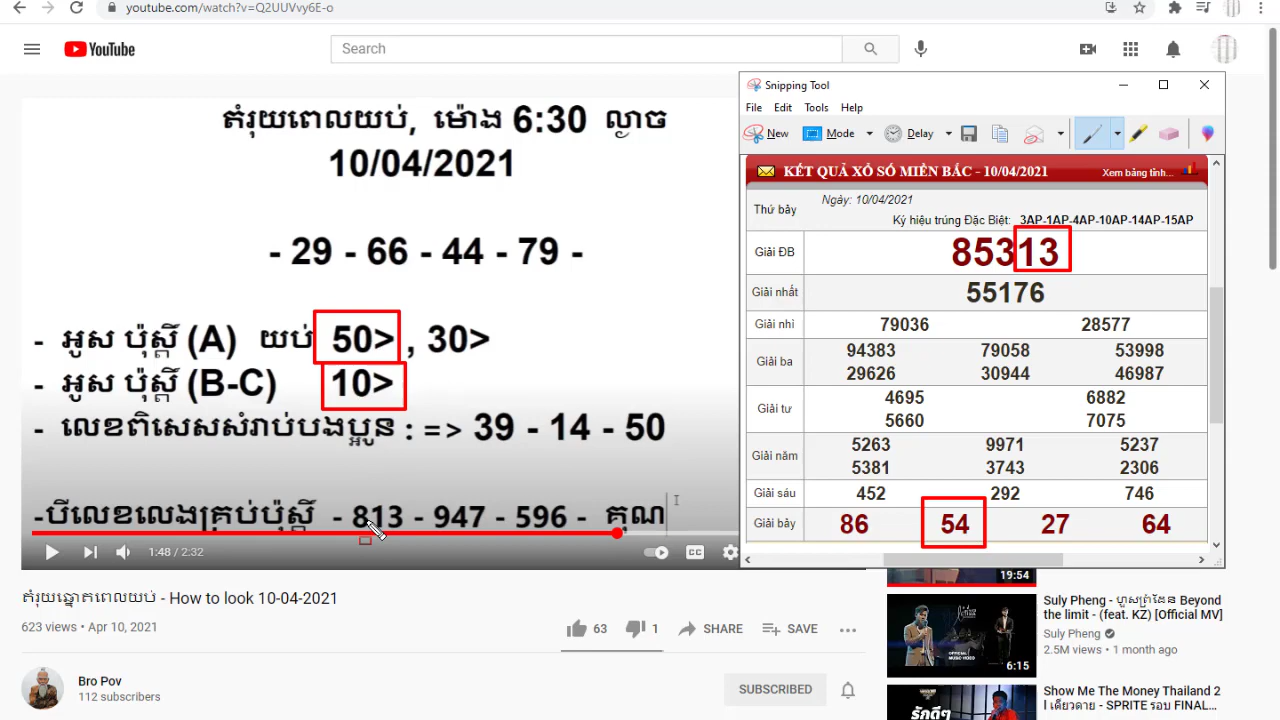 youtube.com/watch?v=Q2UUVvy6E-o
YouTube
Search
តំរុយពេលយប់, ម៉ោង 6:30 ល្ងាច
10/04/2021
- 29 - 66 - 44 - 79 -
- អូស ប៉ុស្តិ៍ (A) យប់ 50> , 30>
- អូស ប៉ុស្តិ៍ (B-C) 10>
- លេខពិសេសសំរាប់បងប្អូន : => 39 - 14 - 50
-បីលេខលេងគ្រប់ប៉ុស្តិ៍ - 813 - 947 - 596 - គុណ
1:48 / 2:32
CC
Snipping Tool
File Edit Tools Help
New Mode Delay
KẾT QUẢ XỔ SỐ MIỀN BẮC - 10/04/2021 Xem bảng tỉnh...
Thứ bảy Ngày: 10/04/2021
Ký hiệu trúng Đặc Biệt: 3AP-1AP-4AP-10AP-14AP-15AP
Giải ĐB 85313
Giải nhất 55176
Giải nhì 79036 28577
Giải ba 94383 79058 53998
29626 30944 46987
Giải tư 4695 6882
5660 7075
Giải năm 5263 9971 5237
5381 3743 2306
Giải sáu 452 292 746
Giải bảy 86 54 27 64
តំរុយឆ្នោតពេលយប់ - How to look 10-04-2021
623 views • Apr 10, 2021
63 1 SHARE SAVE
Bro Pov
112 subscribers
SUBSCRIBED
19:54
Suly Pheng - ហួសព្រំដែន Beyond
the limit - (feat. KZ) [Official MV]
Suly Pheng
2.5M views • 1 month ago
6:15
Show Me The Money Thailand 2
l เดี่ยวดาย - SPRITE รอบ FINAL...
รักดีๆ